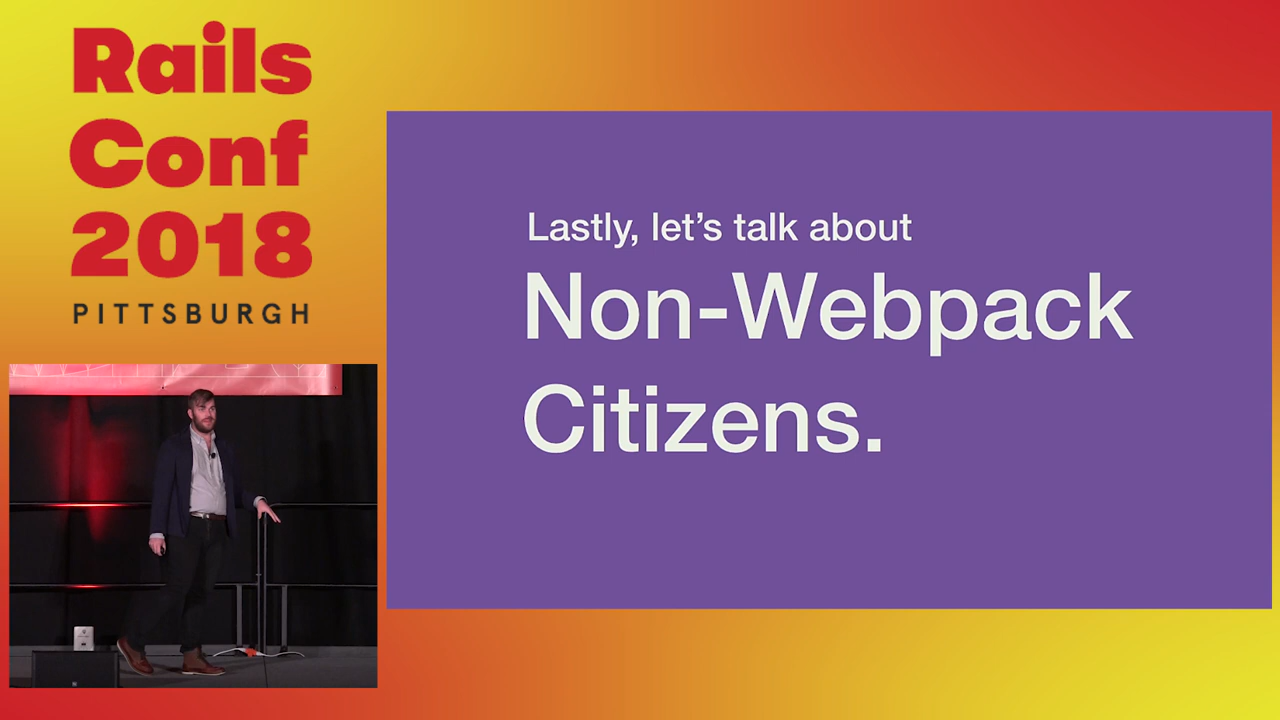 Rails
Conf
2018
PITTSBURGH
Lastly, let's talk about
Non-Webpack
Citizens.